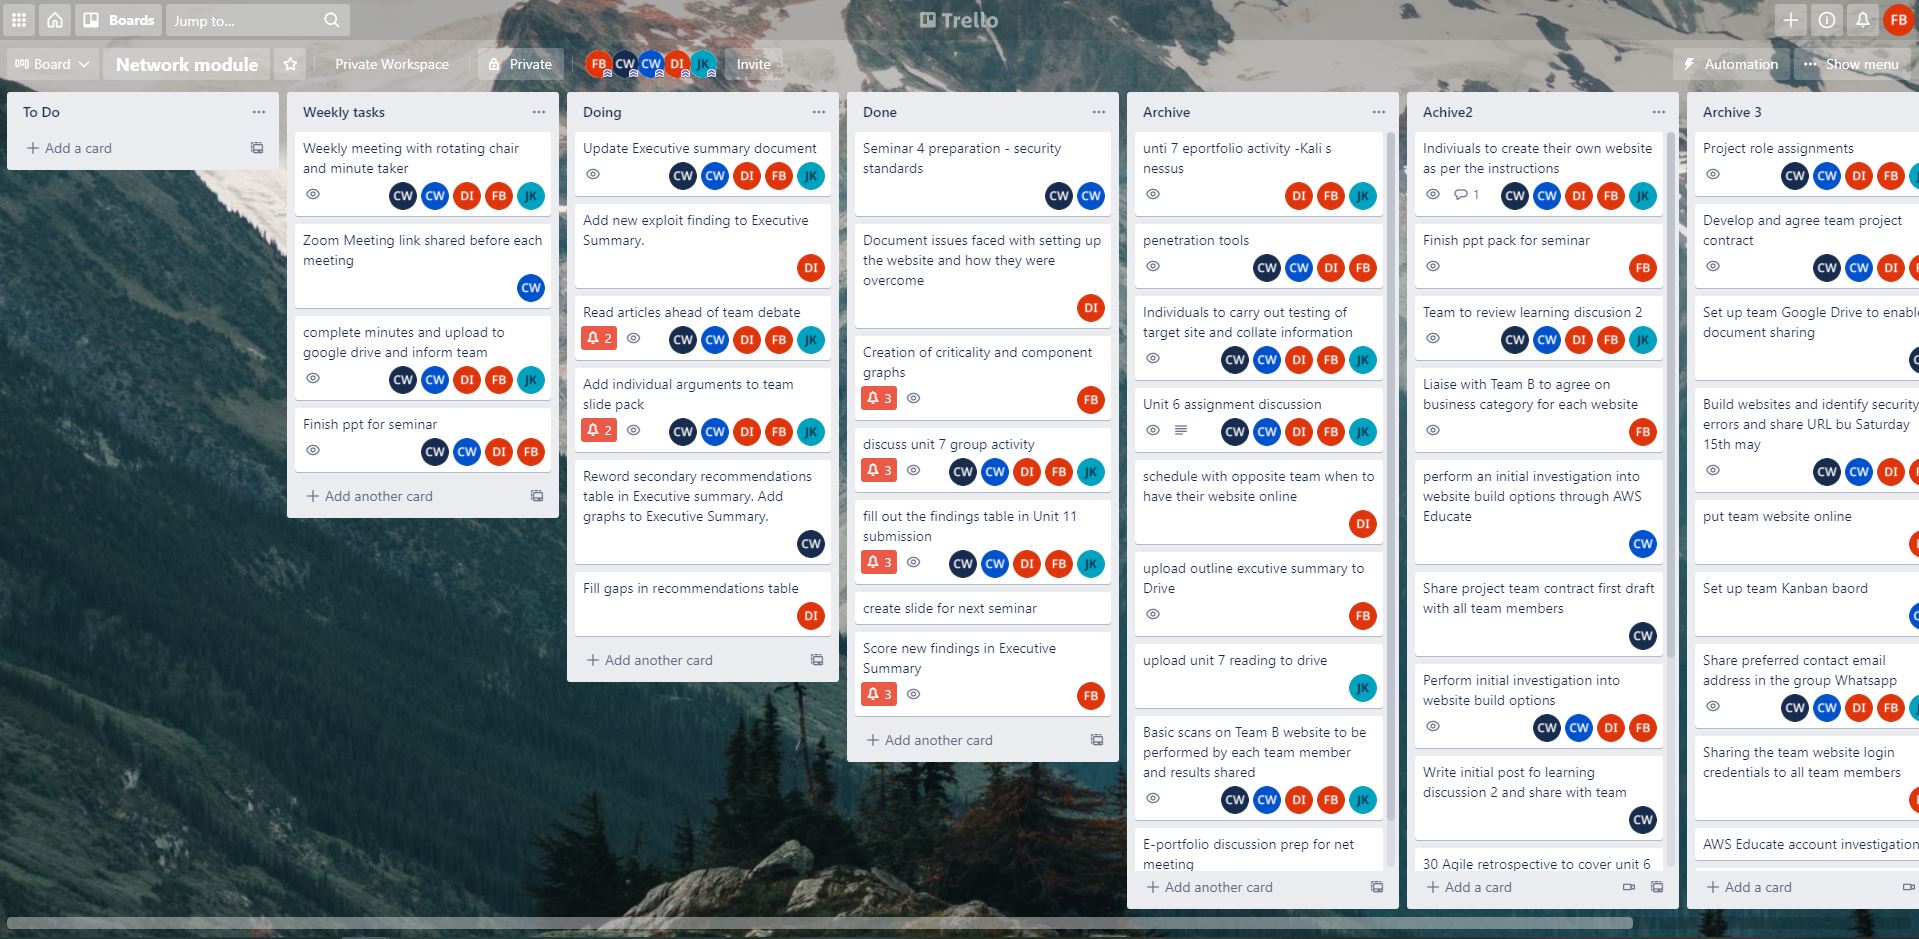 Boards
Jump to...
Trello
FB
Board
Network module
Private Workspace
Private
FB CW CW DI JK
Invite
Automation
Show menu
To Do
Add a card
Weekly tasks
Weekly meeting with rotating chair
and minute taker
CW CW DI FB JK
Zoom Meeting link shared before each
meeting
CW
complete minutes and upload to
google drive and inform team
CW CW DI FB JK
Finish ppt for seminar
CW CW DI FB
Add another card
Doing
Update Executive summary document
CW CW DI FB JK
Add new exploit finding to Executive
Summary.
DI
Read articles ahead of team debate
2 CW CW DI FB JK
Add individual arguments to team
slide pack
2 CW CW DI FB JK
Reword secondary recommendations
table in Executive summary. Add
graphs to Executive Summary.
CW
Fill gaps in recommendations table
DI
Add another card
Done
Seminar 4 preparation - security
standards
CW CW
Document issues faced with setting up
the website and how they were
overcome
DI
Creation of criticality and component
graphs
3 FB
discuss unit 7 group activity
3 CW CW DI FB JK
fill out the findings table in Unit 11
submission
3 CW CW DI FB JK
create slide for next seminar
Score new findings in Executive
Summary
3 FB
Add another card
Archive
unti 7 eportfolio activity -Kali s
nessus
DI FB JK
penetration tools
CW CW DI FB
Individuals to carry out testing of
target site and collate information
CW CW DI FB JK
Unit 6 assignment discussion
CW CW DI FB JK
schedule with opposite team when to
have their website online
DI
upload outline excutive summary to
Drive
FB
upload unit 7 reading to drive
JK
Basic scans on Team B website to be
performed by each team member
and results shared
CW CW DI FB JK
E-portfolio discussion prep for net
meeting
Add another card
Achive2
Indiviuals to create their own website
as per the instructions
1 CW CW DI FB JK
Finish ppt pack for seminar
FB
Team to review learning discusion 2
CW CW DI FB JK
Liaise with Team B to agree on
business category for each website
FB
perform an initial investigation into
website build options through AWS
Educate
CW
Share project team contract first draft
with all team members
CW
Perform initial investigation into
website build options
CW CW DI FB
Write initial post fo learning
discussion 2 and share with team
CW
30 Agile retrospective to cover unit 6
Add a card
Archive 3
Project role assignments
CW CW DI FB
Develop and agree team project
contract
CW CW DI
Set up team Google Drive to enable
document sharing
Build websites and identify security
errors and share URL bu Saturday
15th may
CW CW DI
put team website online
Set up team Kanban baord
Share preferred contact email
address in the group Whatsapp
CW CW DI FB
Sharing the team website login
credentials to all team members
AWS Educate account investigation
Add a card